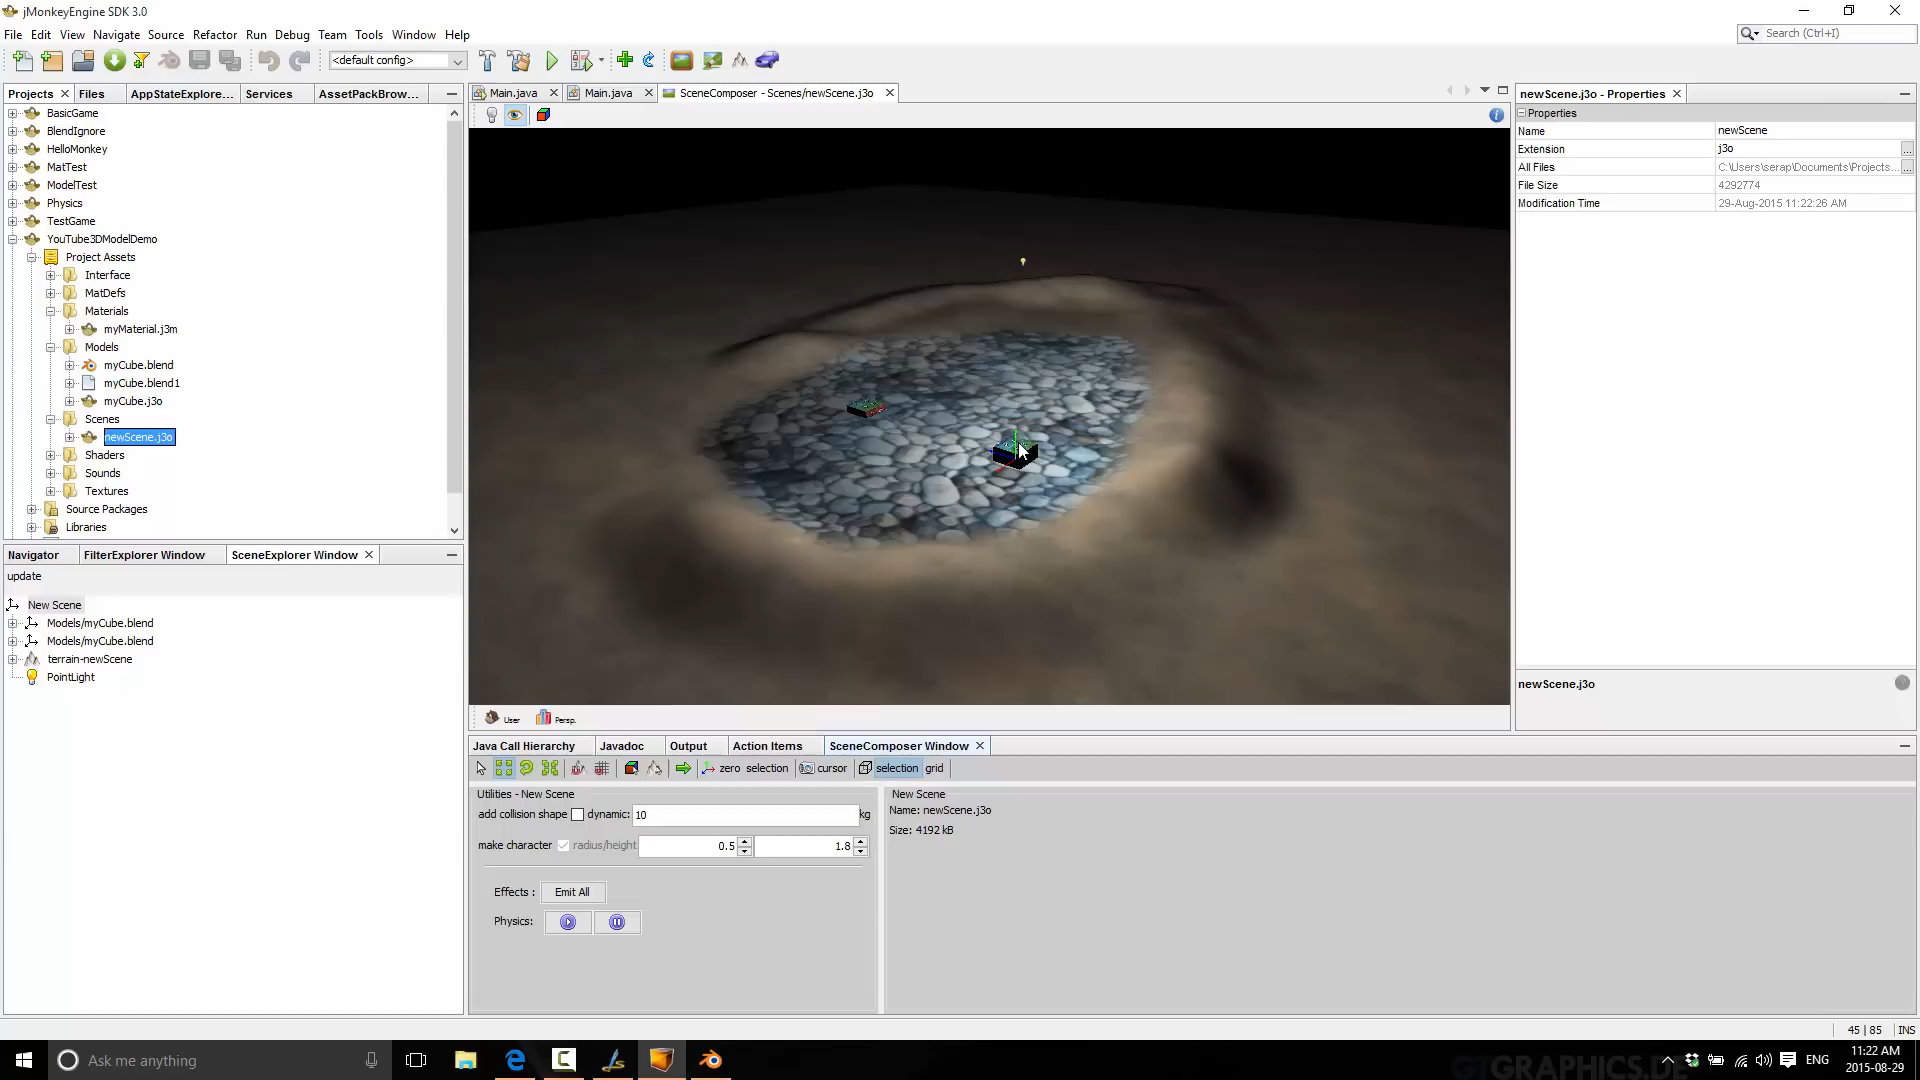 jMonkeyEngine SDK 3.0
File Edit View Navigate Source Refactor Run Debug Team Tools Window Help
Search (Ctrl+I)
<default config>
Projects Files AppStateExplore... Services AssetPackBrow...
BasicGame
BlendIgnore
HelloMonkey
MatTest
ModelTest
Physics
TestGame
YouTube3DModelDemo
Project Assets
Interface
MatDefs
Materials
myMaterial.j3m
Models
myCube.blend
myCube.blend1
myCube.j3o
Scenes
newScene.j3o
Shaders
Sounds
Textures
Source Packages
Libraries
Navigator FilterExplorer Window SceneExplorer Window
update
New Scene
Models/myCube.blend
Models/myCube.blend
terrain-newScene
PointLight
Main.java Main.java SceneComposer - Scenes/newScene.j3o
User Persp.
Java Call Hierarchy Javadoc Output Action Items SceneComposer Window
zero selection cursor selection grid
Utilities - New Scene
add collision shape dynamic: 10 kg
make character radius/height 0.5 1.8
Effects : Emit All
Physics:
New Scene
Name: newScene.j3o
Size: 4192 kB
newScene.j3o - Properties
Properties
Name newScene
Extension j3o ...
All Files C:\Users\serap\Documents\Projects... ...
File Size 4292774
Modification Time 29-Aug-2015 11:22:26 AM
newScene.j3o
45 | 85 INS
Ask me anything
GTGRAPHICS.DE
ENG
11:22 AM
2015-08-29